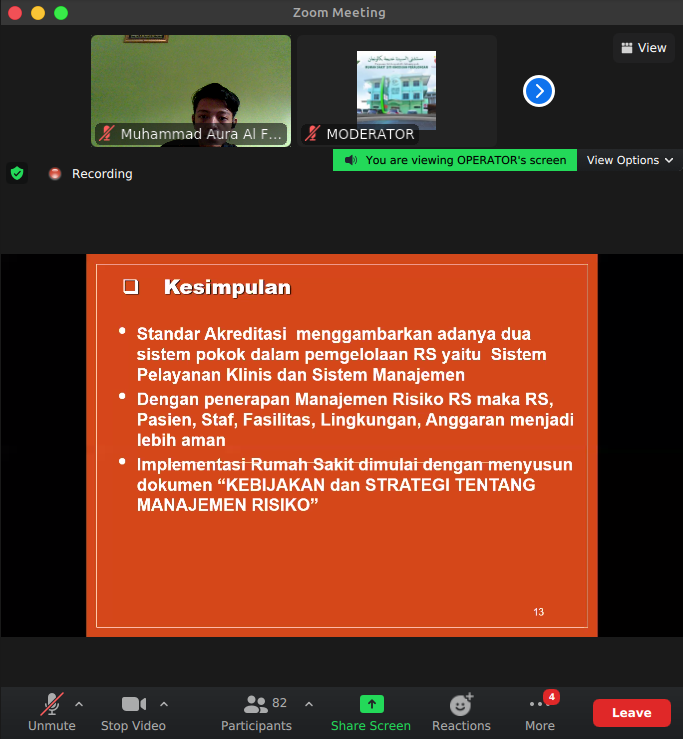 Zoom Meeting
View
Muhammad Aura Al F...
MODERATOR
You are viewing OPERATOR's screen
View Options
Recording
Kesimpulan
Standar Akreditasi menggambarkan adanya dua
sistem pokok dalam pemgelolaan RS yaitu Sistem
Pelayanan Klinis dan Sistem Manajemen
Dengan penerapan Manajemen Risiko RS maka RS,
Pasien, Staf, Fasilitas, Lingkungan, Anggaran menjadi
lebih aman
Implementasi Rumah Sakit dimulai dengan menyusun
dokumen “KEBIJAKAN dan STRATEGI TENTANG
MANAJEMEN RISIKO”
13
82
4
Unmute
Stop Video
Participants
Share Screen
Reactions
More
Leave